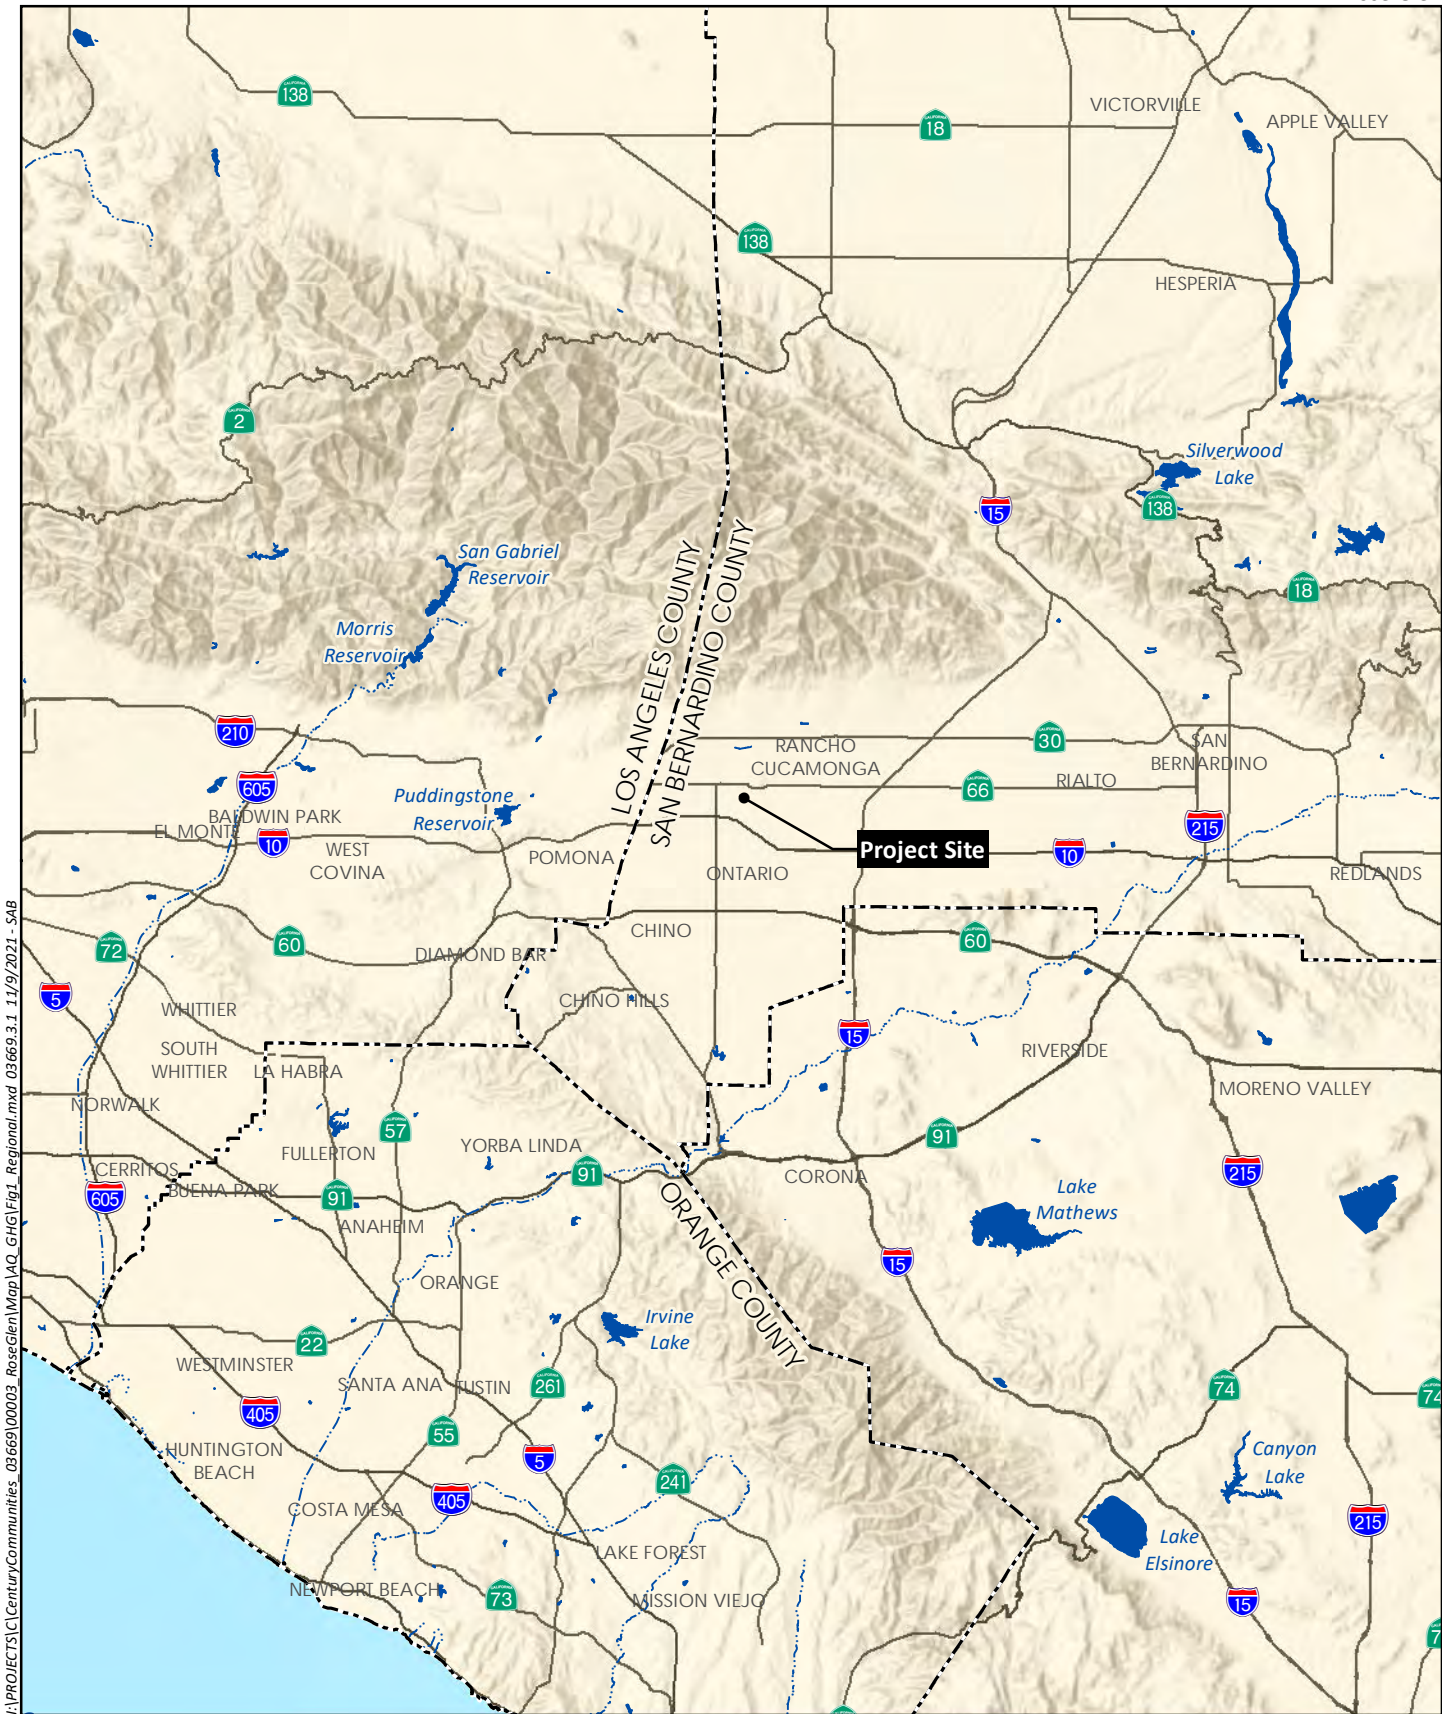 138
VICTORVILLE
18
APPLE VALLEY
138
HESPERIA
2
Silverwood
Lake
15
138
San Gabriel
Reservoir
18
Morris
Reservoir
LOS ANGELES COUNTY
SAN BERNARDINO COUNTY
210
RANCHO
CUCAMONGA
30
SAN
BERNARDINO
605
66
RIALTO
Puddingstone
Reservoir
BALDWIN PARK
EL MONTE
10
215
WEST
COVINA
POMONA
Project Site
10
ONTARIO
REDLANDS
72
60
CHINO
60
DIAMOND BAR
5
CHINO HILLS
WHITTIER
15
SOUTH
WHITTIER
LA HABRA
RIVERSIDE
MORENO VALLEY
NORWALK
57
FULLERTON
YORBA LINDA
91
CERRITOS
91
CORONA
215
605
BUENA PARK
91
ANAHEIM
Lake
Mathews
ORANGE COUNTY
15
ORANGE
Irvine
Lake
22
WESTMINSTER
SANTA ANA
TUSTIN
261
74
74
405
55
HUNTINGTON
BEACH
5
241
Canyon
Lake
405
COSTA MESA
215
Lake
Elsinore
LAKE FOREST
NEWPORT BEACH
73
MISSION VIEJO
15
I:\PROJECTS\C\CenturyCommunities_03669\00003_RoseGlen\Map\AQ_GHG\Fig1_Regional.mxd 03669.3.1 11/9/2021 - SAB